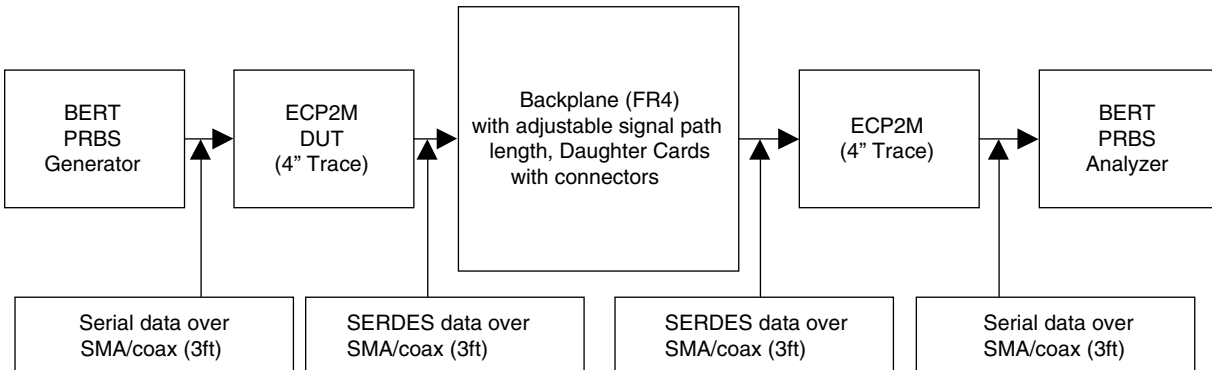 BERT
PRBS
Generator
ECP2M
DUT
(4” Trace)
Backplane (FR4)
with adjustable signal path
length, Daughter Cards
with connectors
ECP2M
(4” Trace)
BERT
PRBS
Analyzer
Serial data over
SMA/coax (3ft)
SERDES data over
SMA/coax (3ft)
SERDES data over
SMA/coax (3ft)
Serial data over
SMA/coax (3ft)